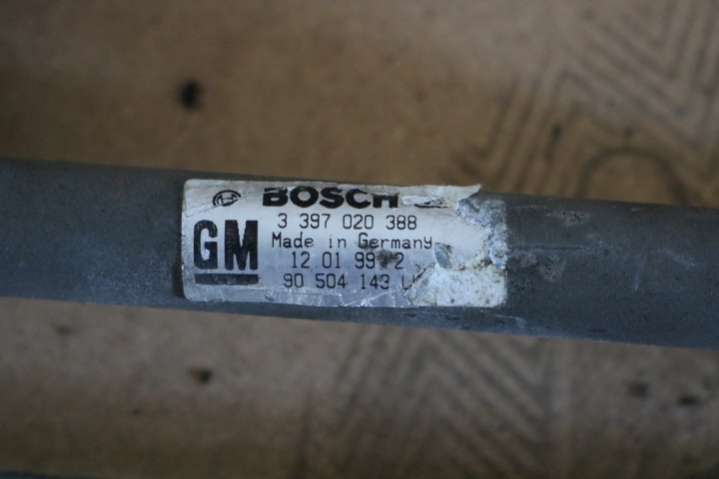 BOSCH
3 397 020 388
GM
Made in Germany
12 01 99 2
90 504 143